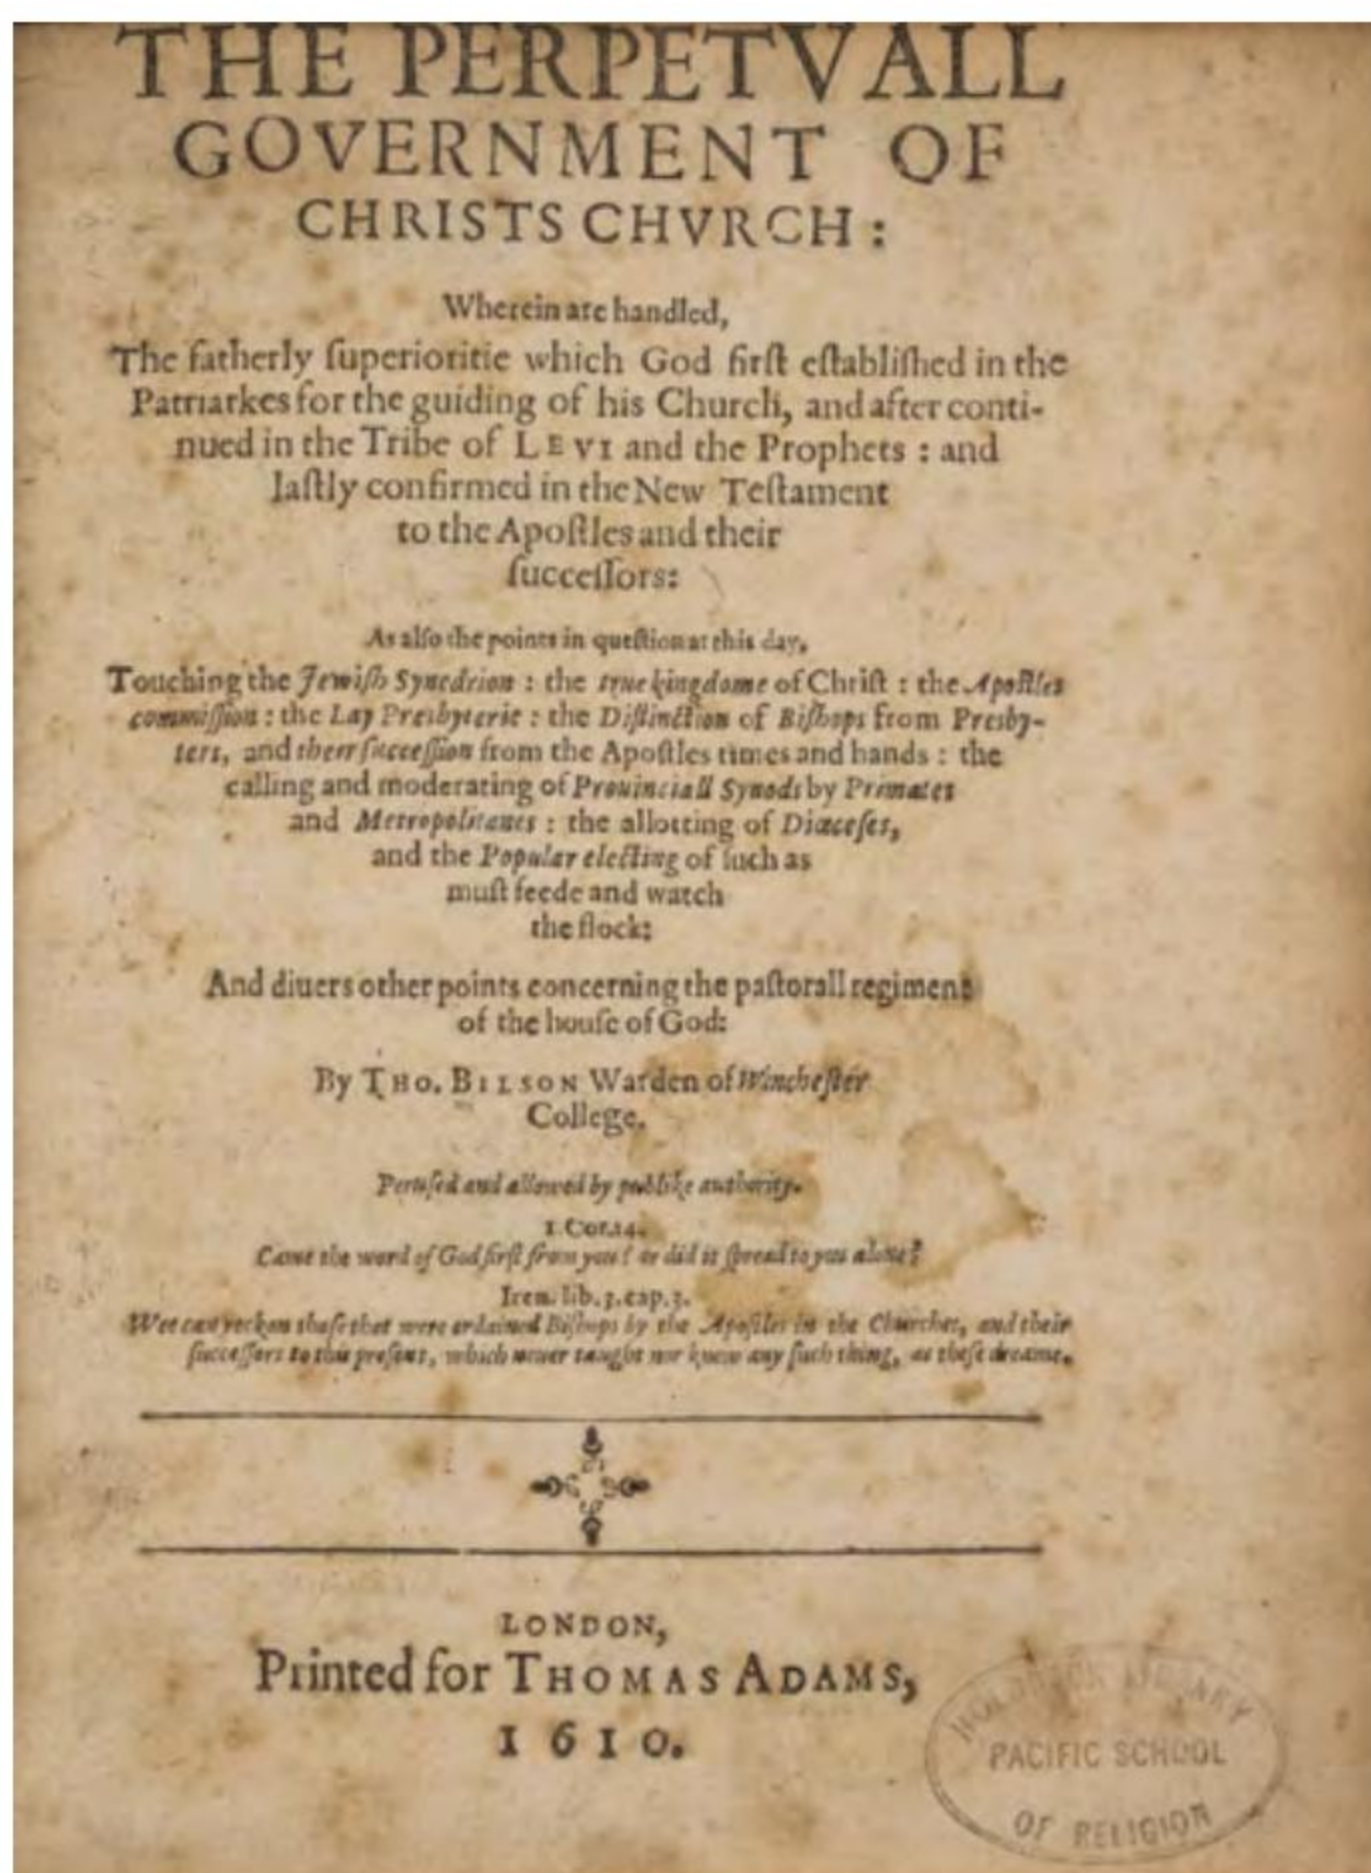 THE PERPETVALL
GOVERNMENT OF
CHRISTS CHVRCH:
Wherein are handled,
The fatherly ſuperioritie which God firſt eſtabliſhed in the
Patriarkes for the guiding of his Church, and after conti-
nued in the Tribe of LEVI and the Prophets: and
laſtly confirmed in the New Teſtament
to the Apoſtles and their
ſucceſſors:
As alſo the points in queſtion at this day,
Touching the Jewiſh Synedrion: the true kingdome of Chriſt: the Apoſtles
commiſſion: the Lay Presbyterie: the Diſtinction of Biſhops from Presby-
ters, and their ſucceſſion from the Apoſtles times and hands: the
calling and moderating of Prouinciall Synods by Primates
and Metropolitanes: the allotting of Diæceſes,
and the Popular electing of ſuch as
muſt feede and watch
the flock:
And diuers other points concerning the paſtorall regiment
of the houſe of God:
By THO. BILSON Warden of Wincheſter
College.
Peruſed and allowed by publike authority.
1.Cor.14.
Came the word of God firſt from you? or did it ſpread to you alone?
Iren. lib.3.cap.3.
Wee can reckon thoſe that were ordained Biſhops by the Apoſtles in the Churches, and their
ſucceſſors to this preſent, which neuer taught nor knew any ſuch thing, as theſe dreame.
LONDON,
Printed for THOMAS ADAMS,
1610.
HOLBROOK LIBRARY
PACIFIC SCHOOL
OF RELIGION